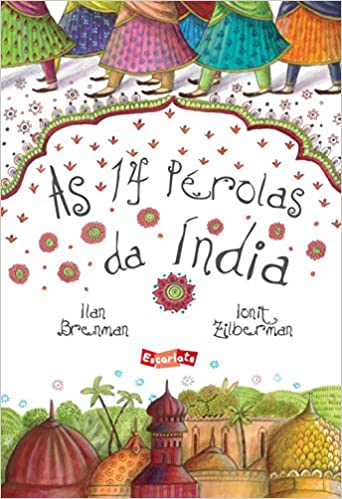 As 14 Pérolas
da Índia
Ilan Brenman
Ionit Zilberman
Escarlate